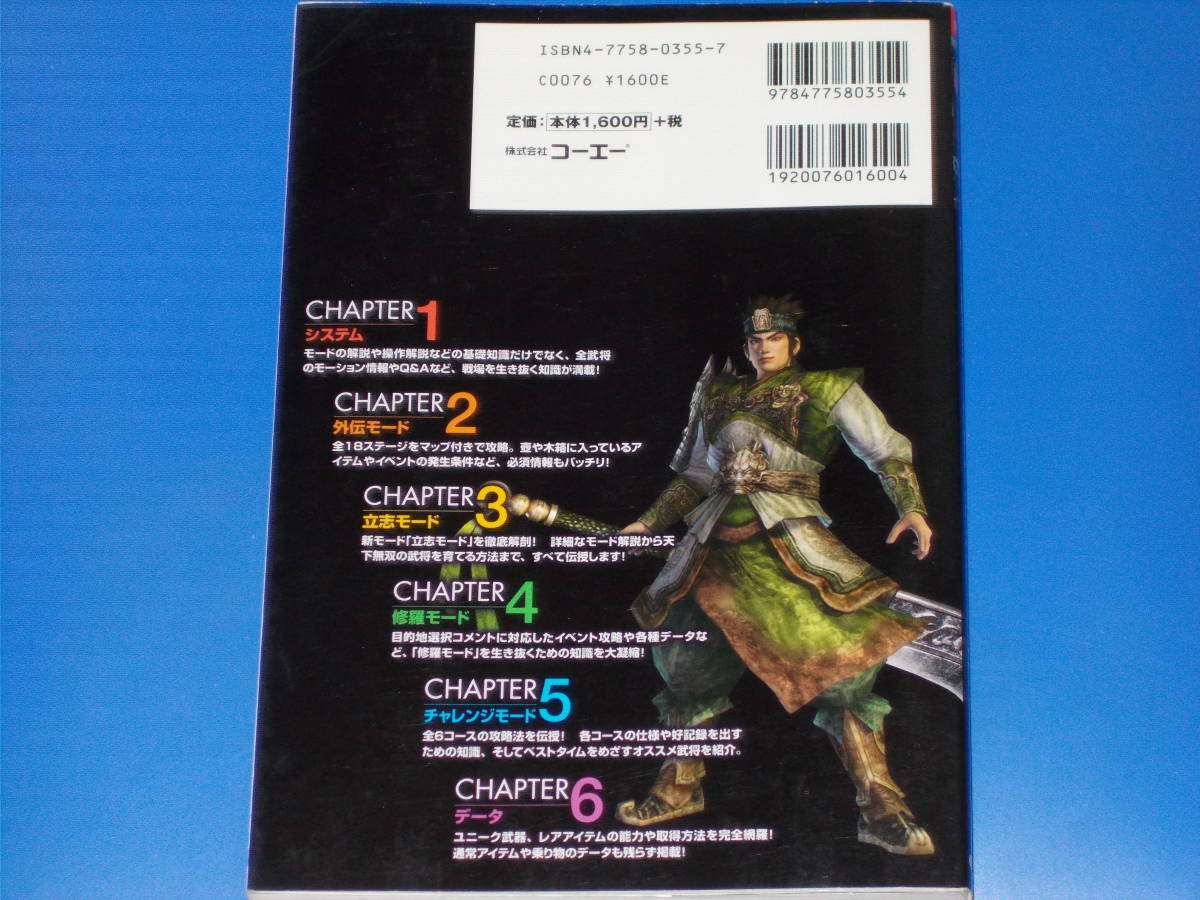 ISBN4-7758-0355-7
C0076 ¥1600E
定価：本体1,600円+税
株式会社 コーエー®
9784775803554
1920076016004
CHAPTER 1
システム
モードの解説や操作解説などの基礎知識だけでなく、全武将
のモーション情報やQ&Aなど、戦場を生き抜く知識が満載！
CHAPTER 2
外伝モード
全18ステージをマップ付きで攻略。壺や木箱に入っているア
イテムやイベントの発生条件など、必須情報もバッチリ！
CHAPTER 3
立志モード
新モード「立志モード」を徹底解剖！　詳細なモード解説から天
下無双の武将を育てる方法まで、すべて伝授します！
CHAPTER 4
修羅モード
目的地選択コメントに対応したイベント攻略や各種データな
ど、「修羅モード」を生き抜くための知識を大凝縮！
CHAPTER 5
チャレンジモード
全6コースの攻略法を伝授！　各コースの仕様や好記録を出す
ための知識、そしてベストタイムをめざすオススメ武将を紹介。
CHAPTER 6
データ
ユニーク武器、レアアイテムの能力や取得方法を完全網羅！
通常アイテムや乗り物のデータも残らず掲載！